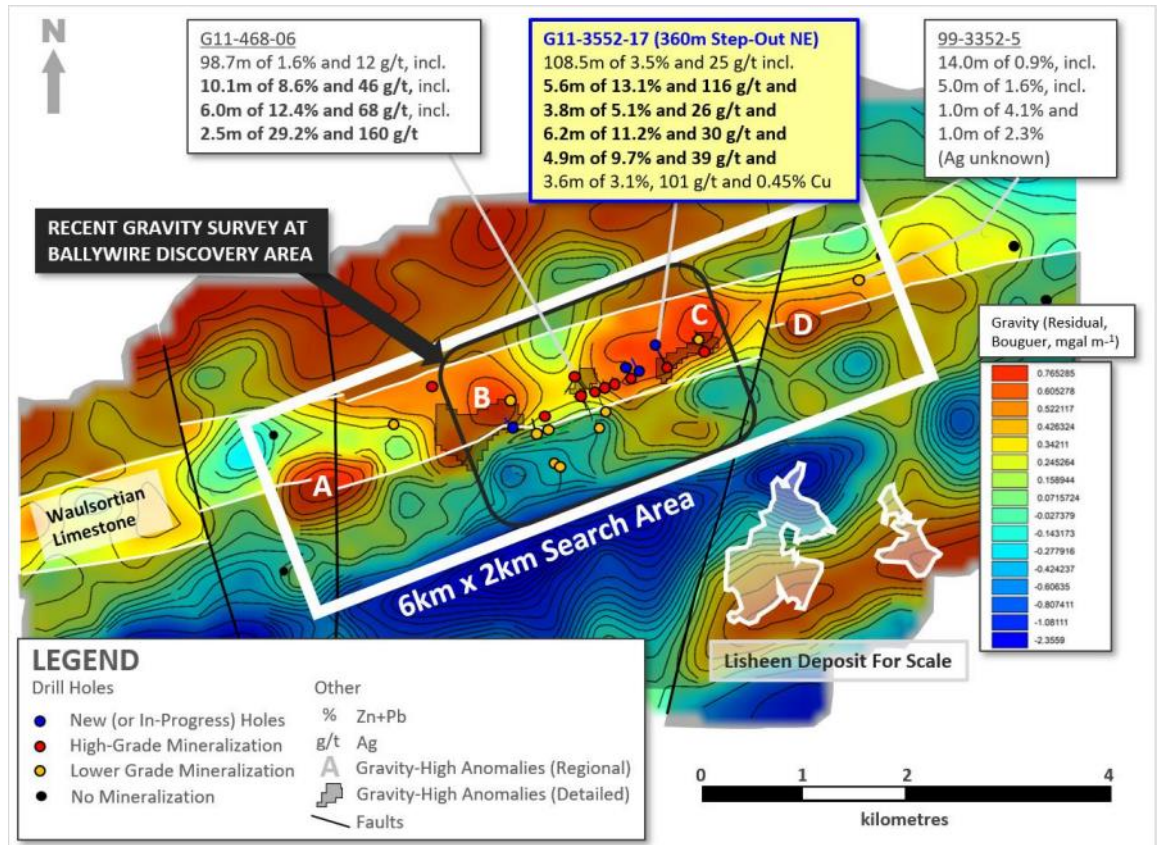 N
G11-468-06
98.7m of 1.6% and 12 g/t, incl.
10.1m of 8.6% and 46 g/t, incl.
6.0m of 12.4% and 68 g/t, incl.
2.5m of 29.2% and 160 g/t
G11-3552-17 (360m Step-Out NE)
108.5m of 3.5% and 25 g/t incl.
5.6m of 13.1% and 116 g/t and
3.8m of 5.1% and 26 g/t and
6.2m of 11.2% and 30 g/t and
4.9m of 9.7% and 39 g/t and
3.6m of 3.1%, 101 g/t and 0.45% Cu
99-3352-5
14.0m of 0.9%, incl.
5.0m of 1.6%, incl.
1.0m of 4.1% and
1.0m of 2.3%
(Ag unknown)
RECENT GRAVITY SURVEY AT
BALLYWIRE DISCOVERY AREA
A
B
C
D
Waulsortian
Limestone
6km x 2km Search Area
Gravity (Residual,
Bouguer, mgal m-1)
0.765285
0.605278
0.522117
0.426324
0.34211
0.245264
0.158944
0.0715724
-0.027379
-0.143173
-0.277916
-0.424237
-0.60635
-0.807411
-1.08111
-2.3559
Lisheen Deposit For Scale
LEGEND
Drill Holes
New (or In-Progress) Holes
High-Grade Mineralization
Lower Grade Mineralization
No Mineralization
Other
% Zn+Pb
g/t Ag
A Gravity-High Anomalies (Regional)
Gravity-High Anomalies (Detailed)
Faults
0 1 2 4
kilometres